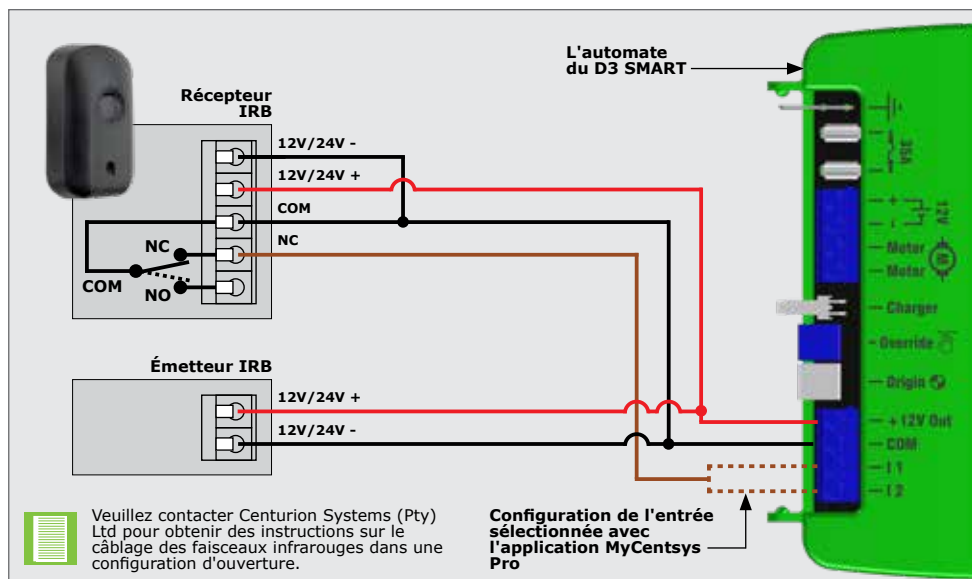 L'automate
du D3 SMART
Récepteur
IRB
12V/24V -
12V/24V +
COM
NC
NC
COM
NO
Émetteur IRB
12V/24V +
12V/24V -
35A
+
-
12V
Motor
Motor
M
Charger
Override
Origin
+12V Out
COM
I1
I2
Veuillez contacter Centurion Systems (Pty)
Ltd pour obtenir des instructions sur le
câblage des faisceaux infrarouges dans une
configuration d'ouverture.
Configuration de l'entrée
sélectionnée avec
l'application MyCentsys
Pro